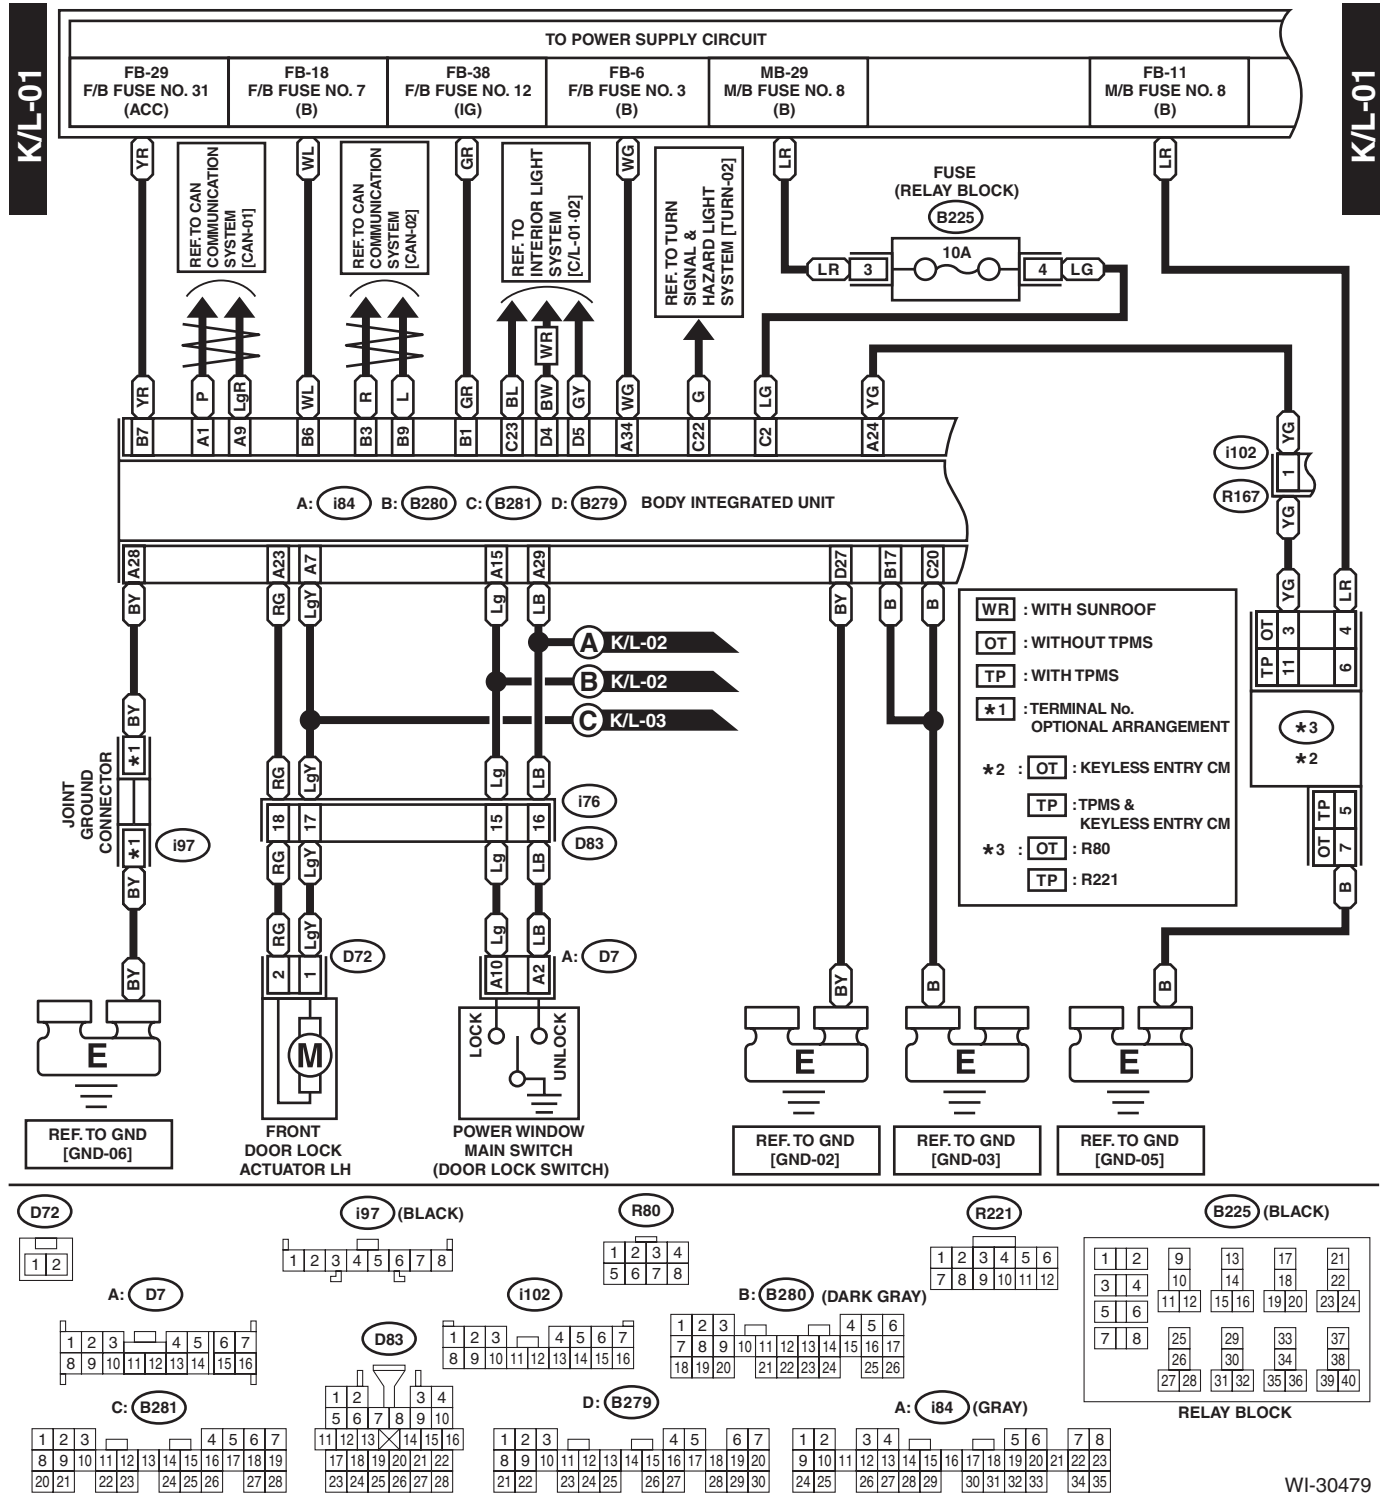 K/L-01
K/L-01
TO POWER SUPPLY CIRCUIT
FB-29
F/B FUSE NO. 31
(ACC)
FB-18
F/B FUSE NO. 7
(B)
FB-38
F/B FUSE NO. 12
(IG)
FB-6
F/B FUSE NO. 3
(B)
MB-29
M/B FUSE NO. 8
(B)
FB-11
M/B FUSE NO. 8
(B)
YR
WL
GR
WG
LR
LR
REF. TO CAN
COMMUNICATION
SYSTEM
[CAN-01]
REF. TO CAN
COMMUNICATION
SYSTEM
[CAN-02]
REF. TO
INTERIOR LIGHT
SYSTEM
[C/L-01·02]
REF. TO TURN
SIGNAL &
HAZARD LIGHT
SYSTEM [TURN-02]
FUSE
(RELAY BLOCK)
B225
10A
LR 3
4 LG
WR
YR P LgR WL R L GR BL BW GY WG G LG YG
B7 A1 A9 B6 B3 B9 B1 C23 D4 D5 A34 C22 C2 A24
YG
i102
1
R167
YG
A: i84 B: B280 C: B281 D: B279 BODY INTEGRATED UNIT
A28 A23 A7 A15 A29 D27 B17 C20
BY RG LgY Lg LB BY B B
YG LR
OT 3 4
TP 11 6
*3
*2
TP 5
OT 7
B
B
A K/L-02
B K/L-02
C K/L-03
WR : WITH SUNROOF
OT : WITHOUT TPMS
TP : WITH TPMS
*1 : TERMINAL No.
OPTIONAL ARRANGEMENT
*2 : OT : KEYLESS ENTRY CM
TP : TPMS &
KEYLESS ENTRY CM
*3 : OT : R80
TP : R221
BY
*1
JOINT
GROUND
CONNECTOR
*1
i97
BY
BY
RG LgY Lg LB
i76
18 17 15 16
D83
RG LgY Lg LB
RG LgY Lg LB
2 1
D72
A10 A2
A: D7
M
LOCK
UNLOCK
BY
B
E
E
E
E
REF. TO GND
[GND-06]
FRONT
DOOR LOCK
ACTUATOR LH
POWER WINDOW
MAIN SWITCH
(DOOR LOCK SWITCH)
REF. TO GND
[GND-02]
REF. TO GND
[GND-03]
REF. TO GND
[GND-05]
D72
1 2
i97 (BLACK)
1 2 3 4 5 6 7 8
R80
1 2 3 4
5 6 7 8
R221
1 2 3 4 5 6
7 8 9 10 11 12
B225 (BLACK)
1 2 9 13 17 21
3 4 10 14 18 22
11 12 15 16 19 20 23 24
5 6
7 8 25 29 33 37
26 30 34 38
27 28 31 32 35 36 39 40
RELAY BLOCK
A: D7
1 2 3 4 5 6 7
8 9 10 11 12 13 14 15 16
D83
1 2 3 4
5 6 7 8 9 10
11 12 13 14 15 16
17 18 19 20 21 22
23 24 25 26 27 28
i102
1 2 3 4 5 6 7
8 9 10 11 12 13 14 15 16
B: B280 (DARK GRAY)
1 2 3 4 5 6
7 8 9 10 11 12 13 14 15 16 17
18 19 20 21 22 23 24 25 26
C: B281
1 2 3 4 5 6 7
8 9 10 11 12 13 14 15 16 17 18 19
20 21 22 23 24 25 26 27 28
D: B279
1 2 3 4 5 6 7
8 9 10 11 12 13 14 15 16 17 18 19 20
21 22 23 24 25 26 27 28 29 30
A: i84 (GRAY)
1 2 3 4 5 6 7 8
9 10 11 12 13 14 15 16 17 18 19 20 21 22 23
24 25 26 27 28 29 30 31 32 33 34 35
WI-30479